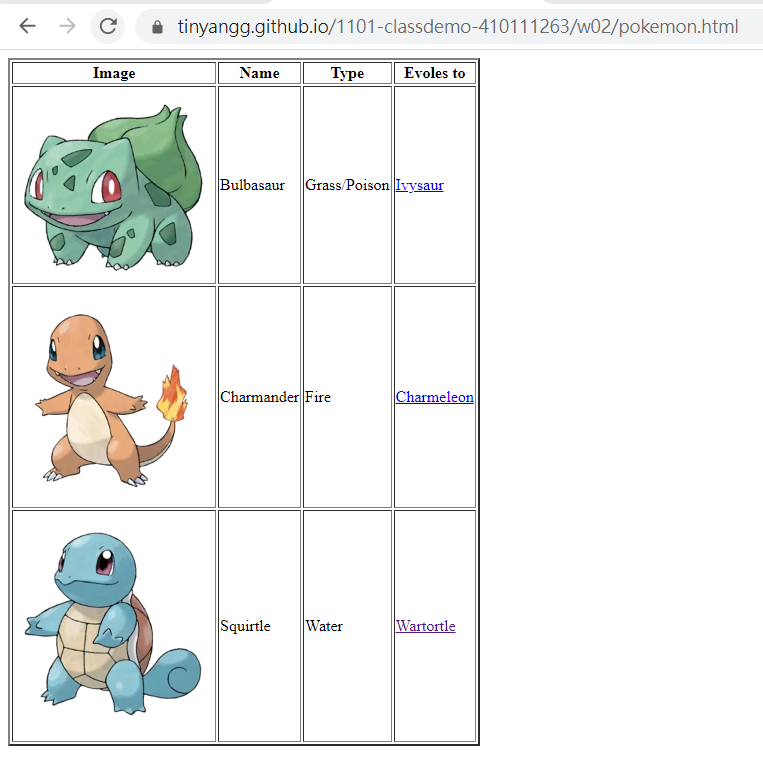 tinyangg.github.io/1101-classdemo-410111263/w02/pokemon.html
Image Name Type Evoles to
Bulbasaur Grass/Poison Ivysaur
Charmander Fire Charmeleon
Squirtle Water Wartortle